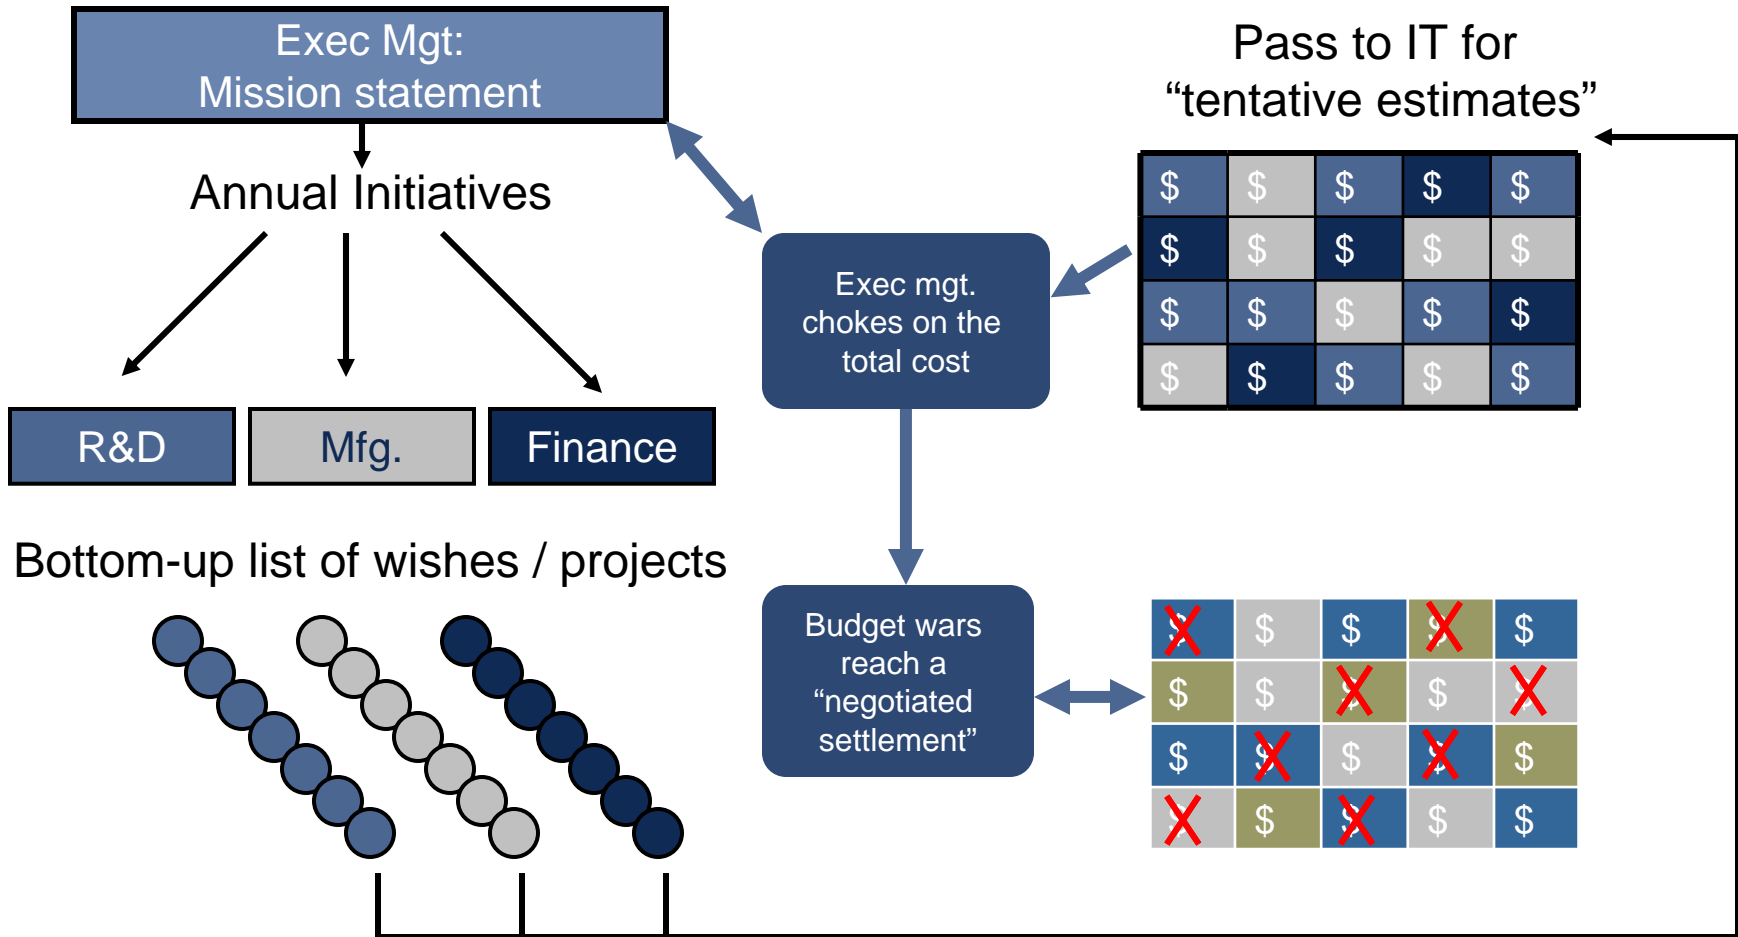 Exec Mgt:
Mission statement
Annual Initiatives
R&D
Mfg.
Finance
Bottom-up list of wishes / projects
Exec mgt.
chokes on the
total cost
Budget wars
reach a
“negotiated
settlement”
Pass to IT for
“tentative estimates”
$ $ $ $ $
$ $ $ $ $
$ $ $ $ $
$ $ $ $ $
$ $ $ $ $
$ $ $ $ $
$ $ $ $ $
$ $ $ $ $